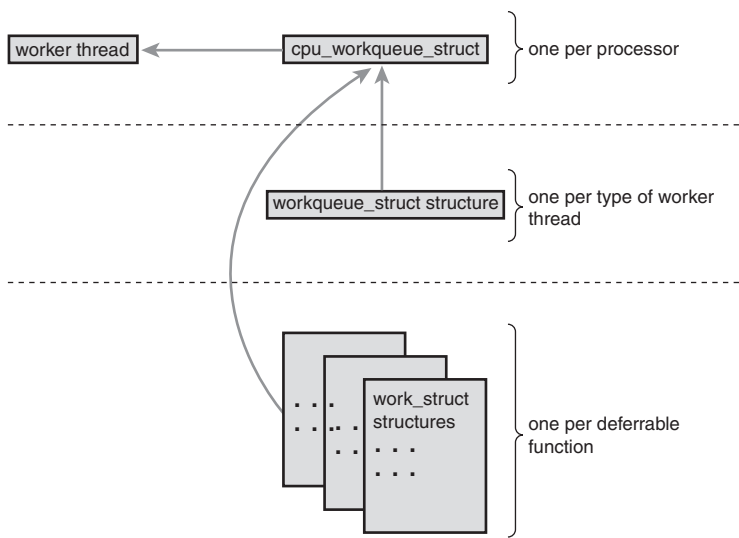 worker thread
cpu_workqueue_struct
one per processor
workqueue_struct structure
one per type of worker
thread
work_struct
structures
. . .
. . .
. . .
. . .
. .
. .
one per deferrable
function